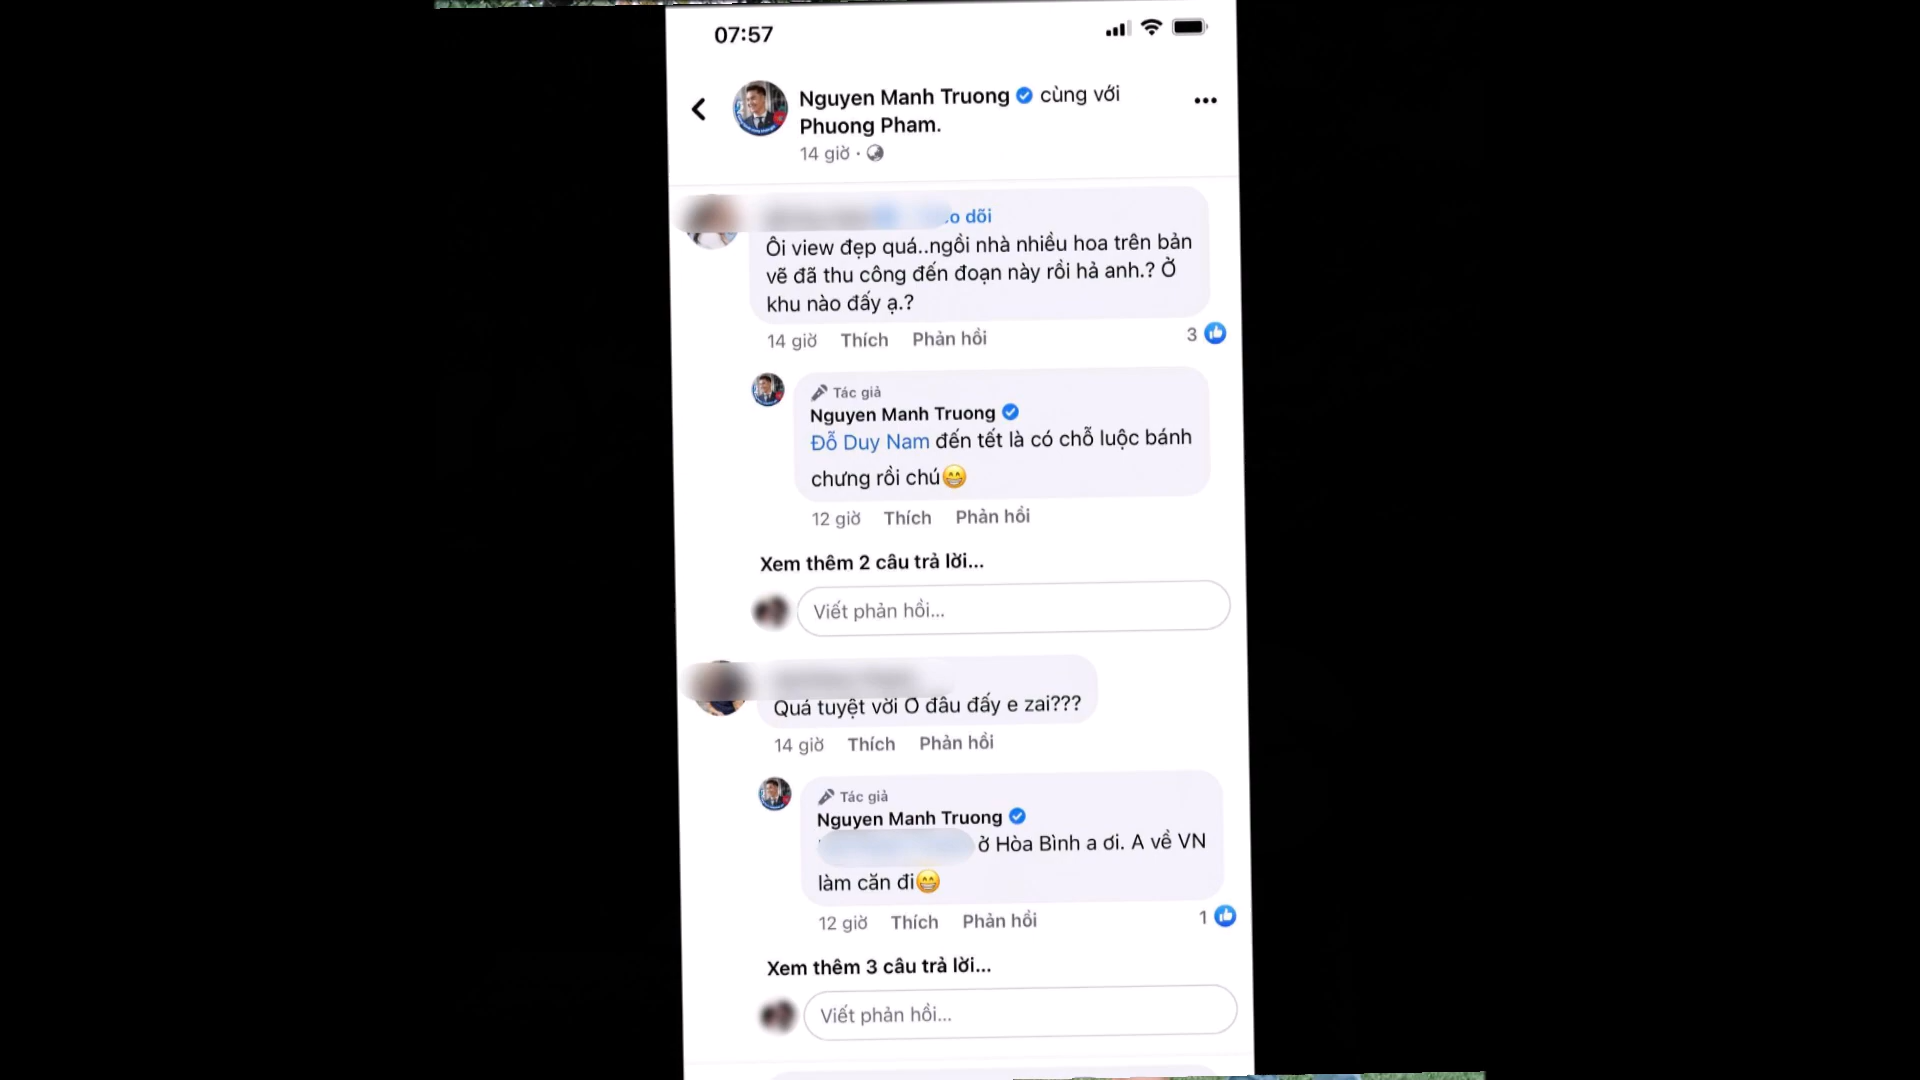 07:57
Nguyen Manh Truong cùng với
Phuong Pham.
14 giờ ·
dõi
Ôi view đẹp quá..ngồi nhà nhiều hoa trên bản
vẽ đã thu công đến đoạn này rồi hả anh.? Ở
khu nào đấy ạ.?
14 giờ Thích Phản hồi 3
Tác giả
Nguyen Manh Truong
Đỗ Duy Nam đến tết là có chỗ luộc bánh
chưng rồi chú😁
12 giờ Thích Phản hồi
Xem thêm 2 câu trả lời...
Viết phản hồi...
Quá tuyệt vời Ở đâu đấy e zai???
14 giờ Thích Phản hồi
Tác giả
Nguyen Manh Truong
ở Hòa Bình a ơi. A về VN
làm căn đi😁
12 giờ Thích Phản hồi 1
Xem thêm 3 câu trả lời...
Viết phản hồi...